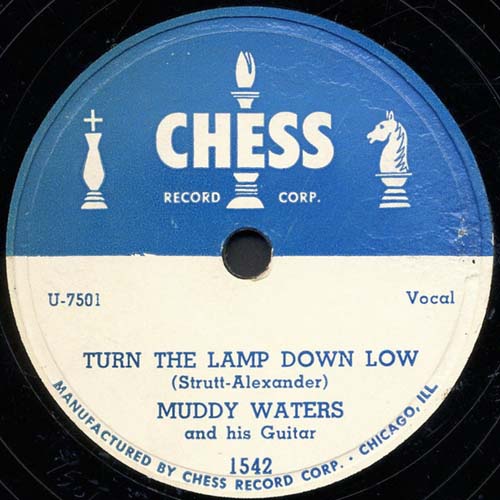 CHESS
RECORD CORP.
U-7501 Vocal
TURN THE LAMP DOWN LOW
(Strutt-Alexander)
MUDDY WATERS
and his Guitar
1542
MANUFACTURED BY CHESS RECORD CORP. • CHICAGO, ILL